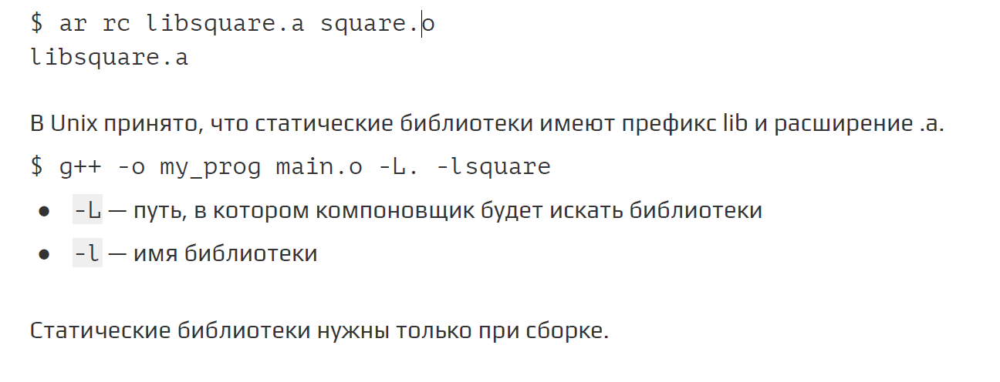 $ ar rc libsquare.a square.o
libsquare.a
В Unix принято, что статические библиотеки имеют префикс lib и расширение .a.
$ g++ -o my_prog main.o -L. -lsquare
● -L — путь, в котором компоновщик будет искать библиотеки
● -l — имя библиотеки
Статические библиотеки нужны только при сборке.